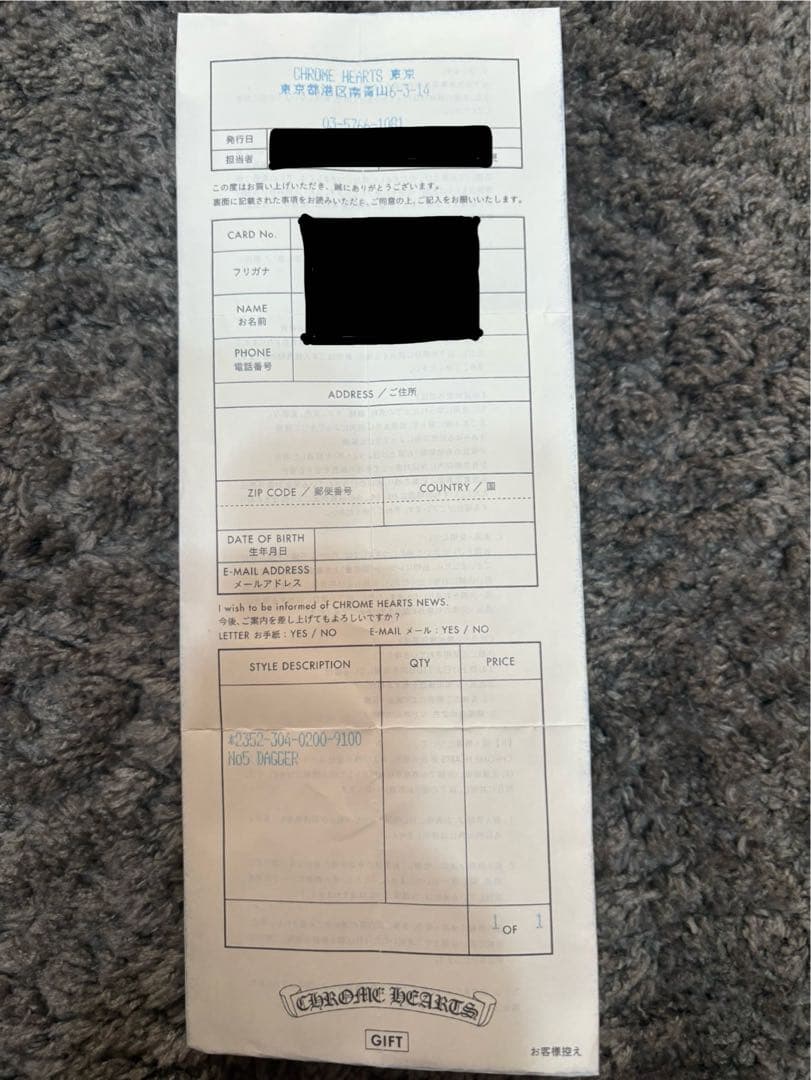 CHROME HEARTS 東京
東京都港区南青山6-3-14
03-5766-1081
発行日
担当者
この度はお買い上げいただき、誠にありがとうございます。
裏面に記載された事項をお読みいただき、ご同意の上、ご記入をお願いいたします。
CARD No.
フリガナ
NAME
お名前
PHONE
電話番号
ADDRESS / ご住所
ZIP CODE / 郵便番号 COUNTRY / 国
DATE OF BIRTH
生年月日
E-MAIL ADDRESS
メールアドレス
I wish to be informed of CHROME HEARTS NEWS.
今後、ご案内を差し上げてもよろしいですか?
LETTER お手紙 : YES / NO E-MAIL メール : YES / NO
STYLE DESCRIPTION QTY PRICE
*2352-304-0200-9100
No5 DAGGER
1 OF 1
CHROME HEARTS
GIFT
お客様控え